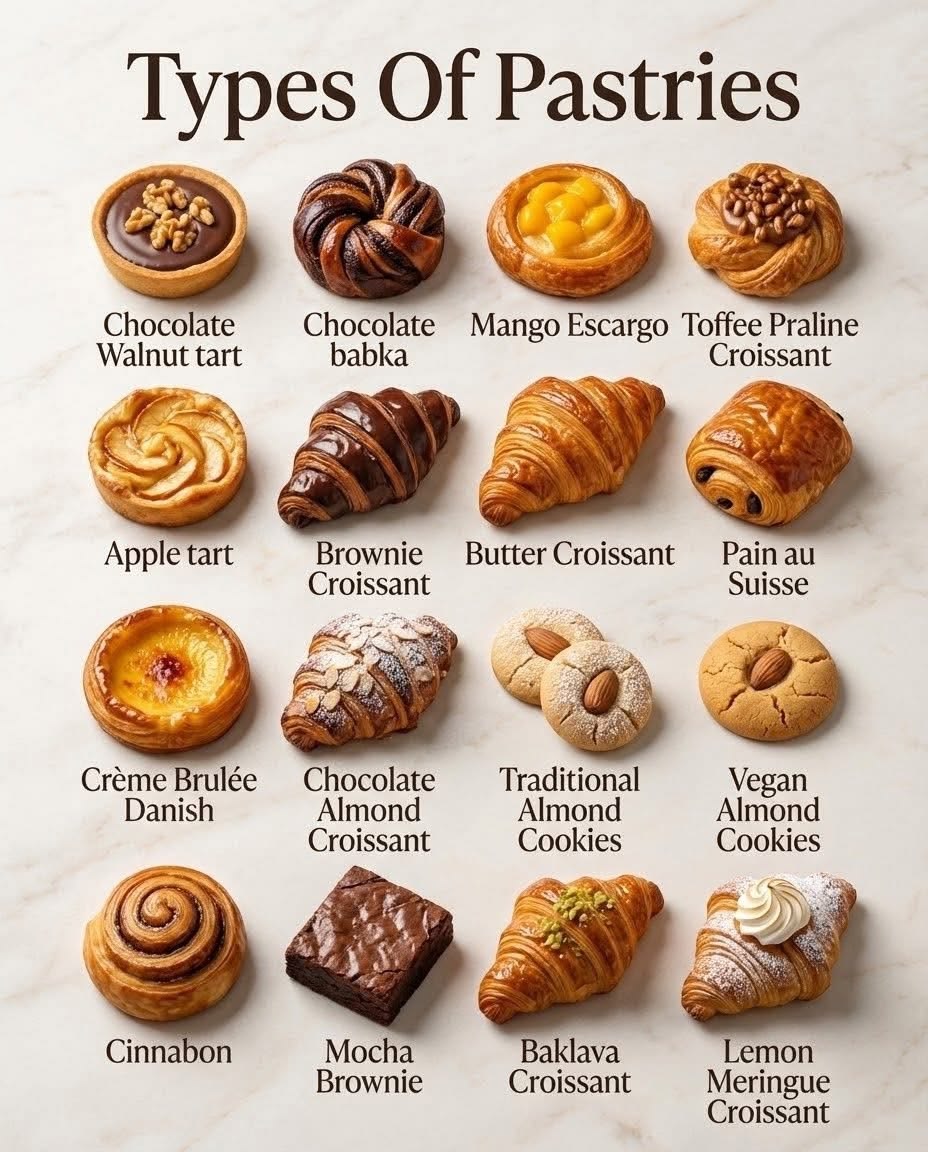 Types Of Pastries
Chocolate
Walnut tart
Chocolate
babka
Mango Escargo
Toffee Praline
Croissant
Apple tart
Brownie
Croissant
Butter Croissant
Pain au
Suisse
Crème Brulée
Danish
Chocolate
Almond
Croissant
Traditional
Almond
Cookies
Vegan
Almond
Cookies
Cinnabon
Mocha
Brownie
Baklava
Croissant
Lemon
Meringue
Croissant